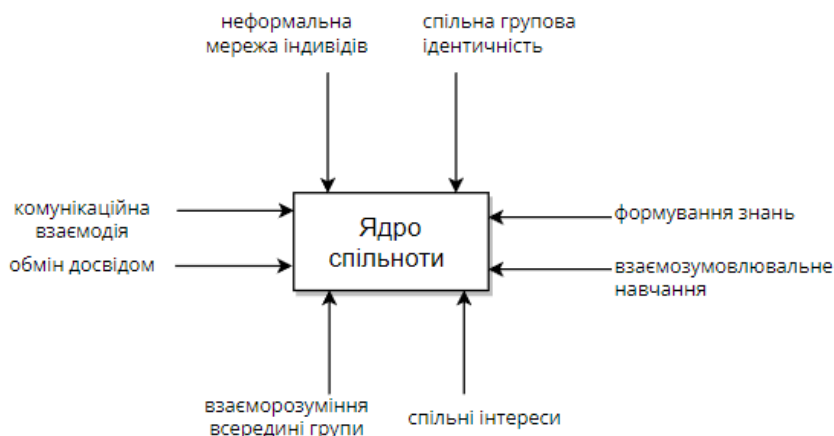 неформальна
мережа індивідів
спільна групова
ідентичність
комунікаційна
взаємодія
обмін досвідом
Ядро
спільноти
формування знань
взаємозумовлювальне
навчання
взаєморозуміння
всередині групи
спільні інтереси